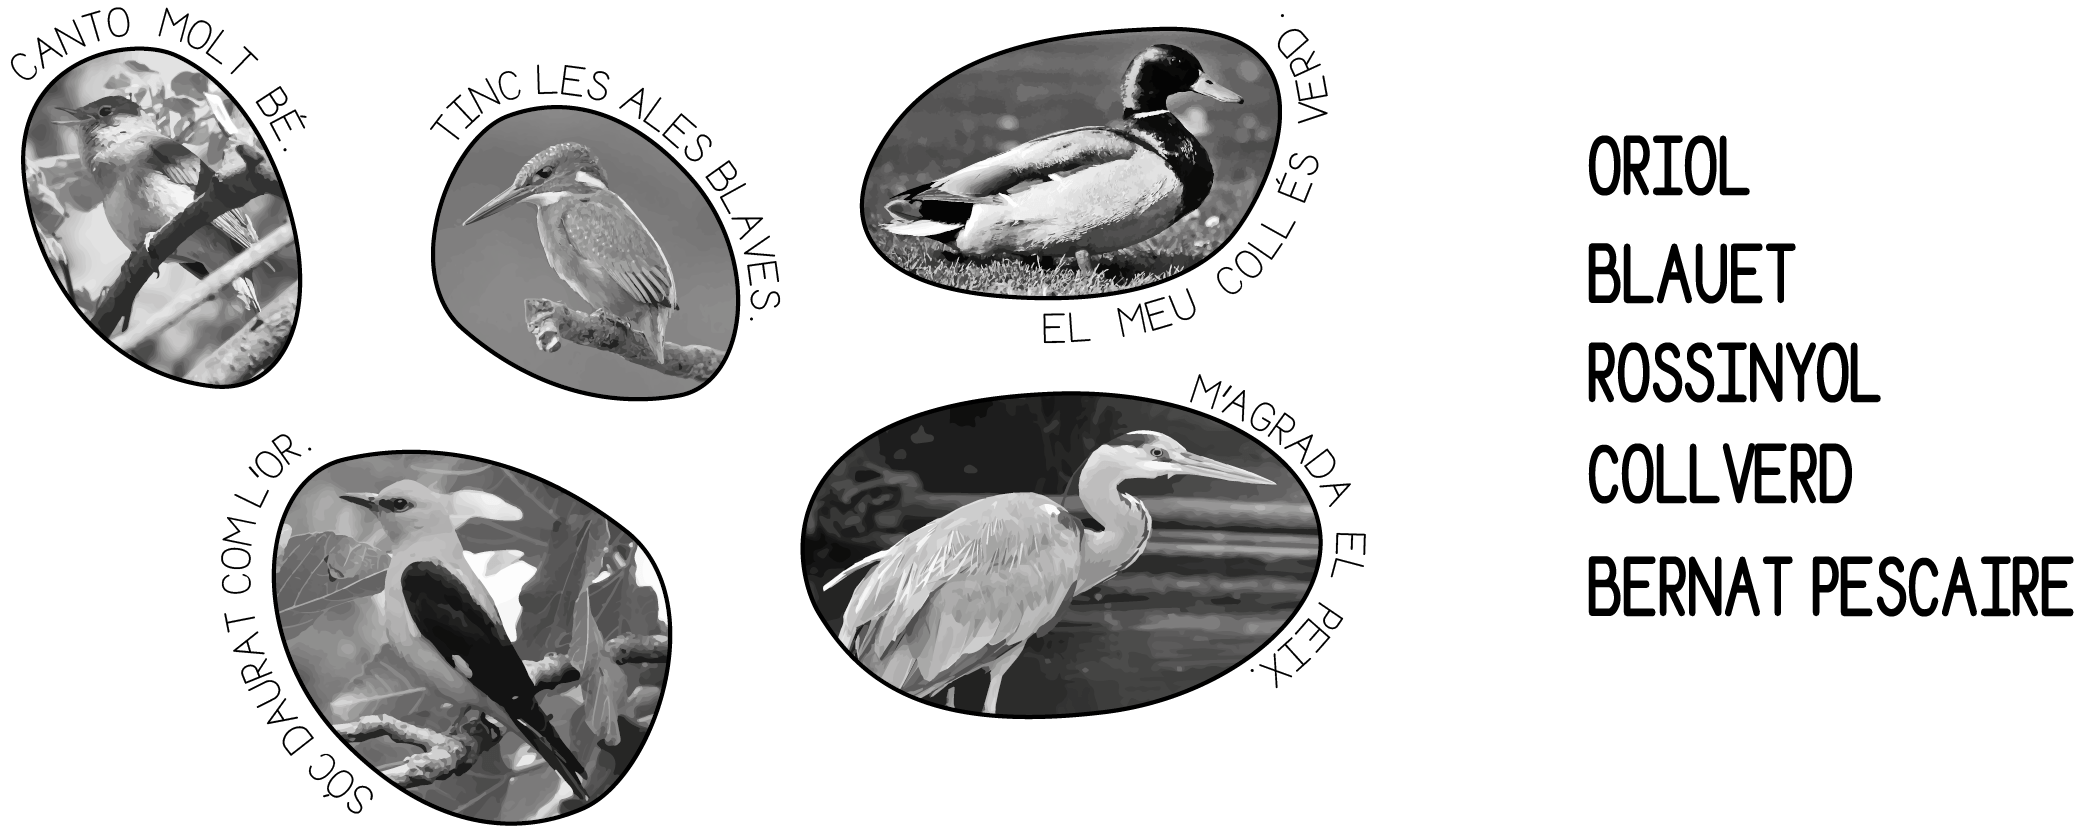 CANTO MOLT BÉ.
TINC LES ALES BLAVES.
EL MEU COLL ÉS VERD.
SÓC DAURAT COM L'OR.
M'AGRADA EL PEIX.
ORIOL
BLAUET
ROSSINYOL
COLLVERD
BERNAT PESCAIRE